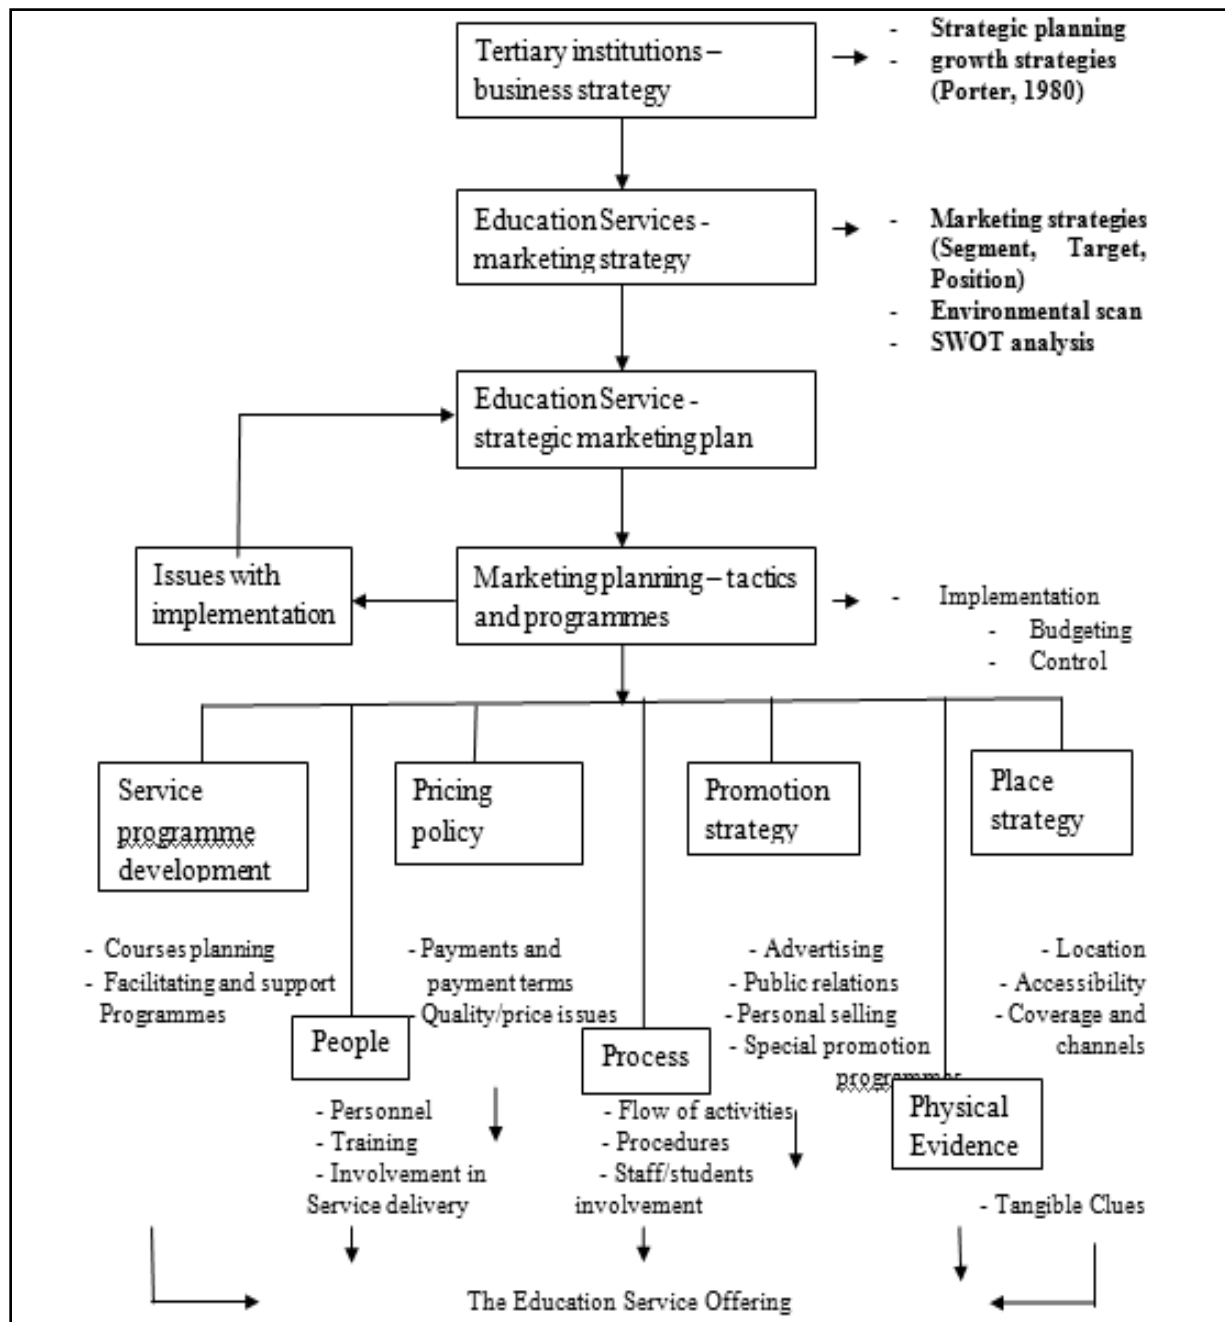 Tertiary institutions –
business strategy
- Strategic planning
- growth strategies
(Porter, 1980)
Education Services -
marketing strategy
- Marketing strategies
(Segment, Target,
Position)
- Environmental scan
- SWOT analysis
Education Service -
strategic marketing plan
Issues with
implementation
Marketing planning – tactics
and programmes
- Implementation
- Budgeting
- Control
Service
programme
development
Pricing
policy
Promotion
strategy
Place
strategy
- Courses planning
- Facilitating and support
Programmes
- Payments and
payment terms
- Quality/price issues
- Advertising
- Public relations
- Personal selling
- Special promotion
programmes
- Location
- Accessibility
- Coverage and
channels
People
Process
Physical
Evidence
- Personnel
- Training
- Involvement in
Service delivery
- Flow of activities
- Procedures
- Staff/students
involvement
- Tangible Clues
The Education Service Offering